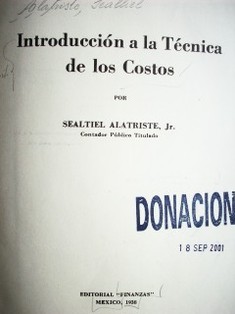 Alatriste, Sealtiel
Introducción a la Técnica
de los Costos
POR
SEALTIEL ALATRISTE, Jr.
Contador Público Titulado
DONACION
18 SEP 2001
EDITORIAL "FINANZAS"
MEXICO, 1938